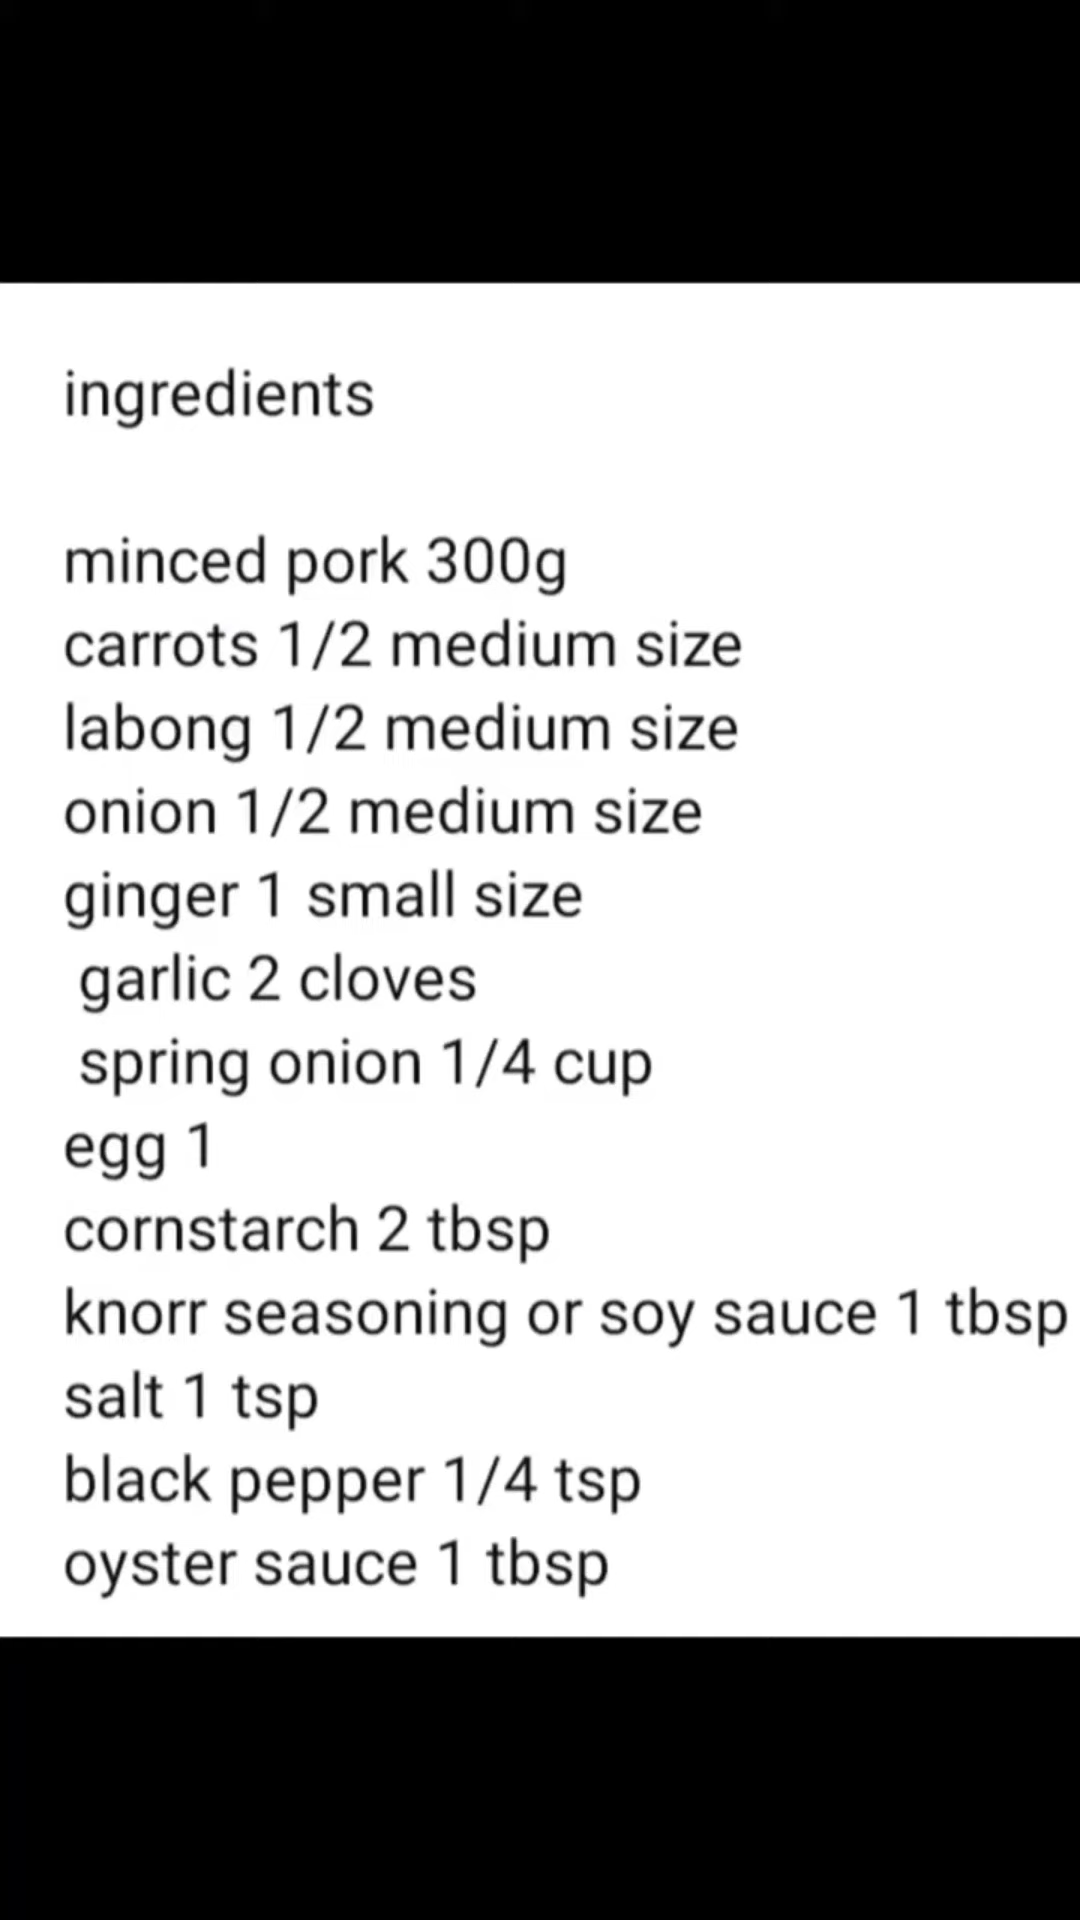 ingredients
minced pork 300g
carrots 1/2 medium size
labong 1/2 medium size
onion 1/2 medium size
ginger 1 small size
garlic 2 cloves
spring onion 1/4 cup
egg 1
cornstarch 2 tbsp
knorr seasoning or soy sauce 1 tbsp
salt 1 tsp
black pepper 1/4 tsp
oyster sauce 1 tbsp